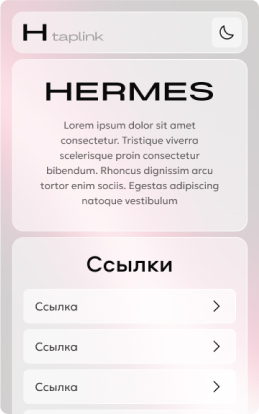 H taplink
HERMES
Lorem ipsum dolor sit amet
consectetur. Tristique viverra
scelerisque proin consectetur
bibendum. Rhoncus dignissim arcu
tortor enim sociis. Egestas adipiscing
natoque vestibulum
Ссылки
Ссылка
Ссылка
Ссылка